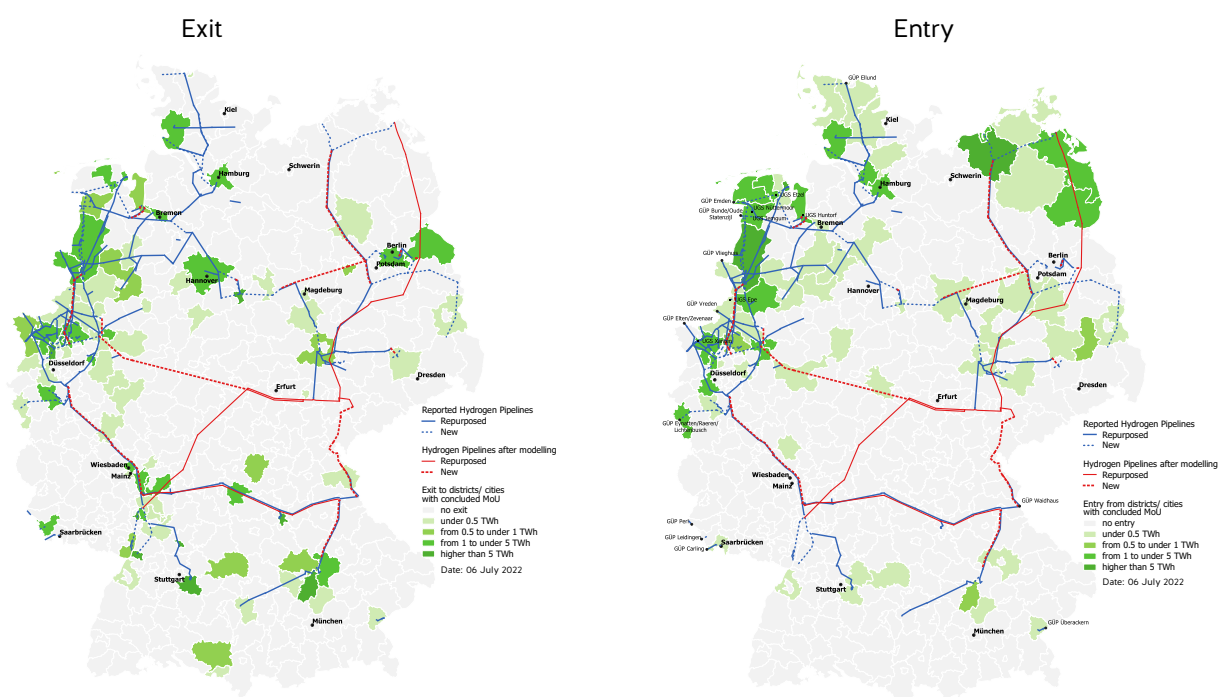 Exit
Kiel
Schwerin
Hamburg
Bremen
Berlin
Potsdam
Hannover
Magdeburg
Düsseldorf
Dresden
Erfurt
Wiesbaden
Mainz
Saarbrücken
Stuttgart
München
Reported Hydrogen Pipelines
Repurposed
New
Hydrogen Pipelines after modelling
Repurposed
New
Exit to districts/ cities
with concluded MoU
no exit
under 0.5 TWh
from 0.5 to under 1 TWh
from 1 to under 5 TWh
higher than 5 TWh
Date: 06 July 2022
Entry
GÜP Ellund
Kiel
Schwerin
Hamburg
UGS Etzel
GÜP Emden
UGS Nüttermoor
GÜP Bunde/Oude
Statenzijl
UGS Jemgum
UGS Huntorf
Bremen
GÜP Vlieghuis
Berlin
Potsdam
Hannover
Magdeburg
GÜP Vreden
UGS Epe
GÜP Elten/Zevenaar
UGS Xanten
Düsseldorf
Dresden
Erfurt
GÜP Eynatten/Raeren/
Lichtenbusch
Wiesbaden
Mainz
GÜP Waidhaus
GÜP Perl
GÜP Leidingen
GÜP Carling
Saarbrücken
Stuttgart
München
GÜP Überackern
Reported Hydrogen Pipelines
Repurposed
New
Hydrogen Pipelines after modelling
Repurposed
New
Entry from districts/ cities
with concluded MoU
no entry
under 0.5 TWh
from 0.5 to under 1 TWh
from 1 to under 5 TWh
higher than 5 TWh
Date: 06 July 2022